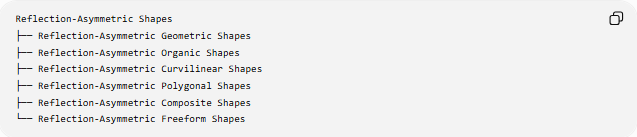 Reflection-Asymmetric Shapes
├── Reflection-Asymmetric Geometric Shapes
├── Reflection-Asymmetric Organic Shapes
├── Reflection-Asymmetric Curvilinear Shapes
├── Reflection-Asymmetric Polygonal Shapes
├── Reflection-Asymmetric Composite Shapes
└── Reflection-Asymmetric Freeform Shapes